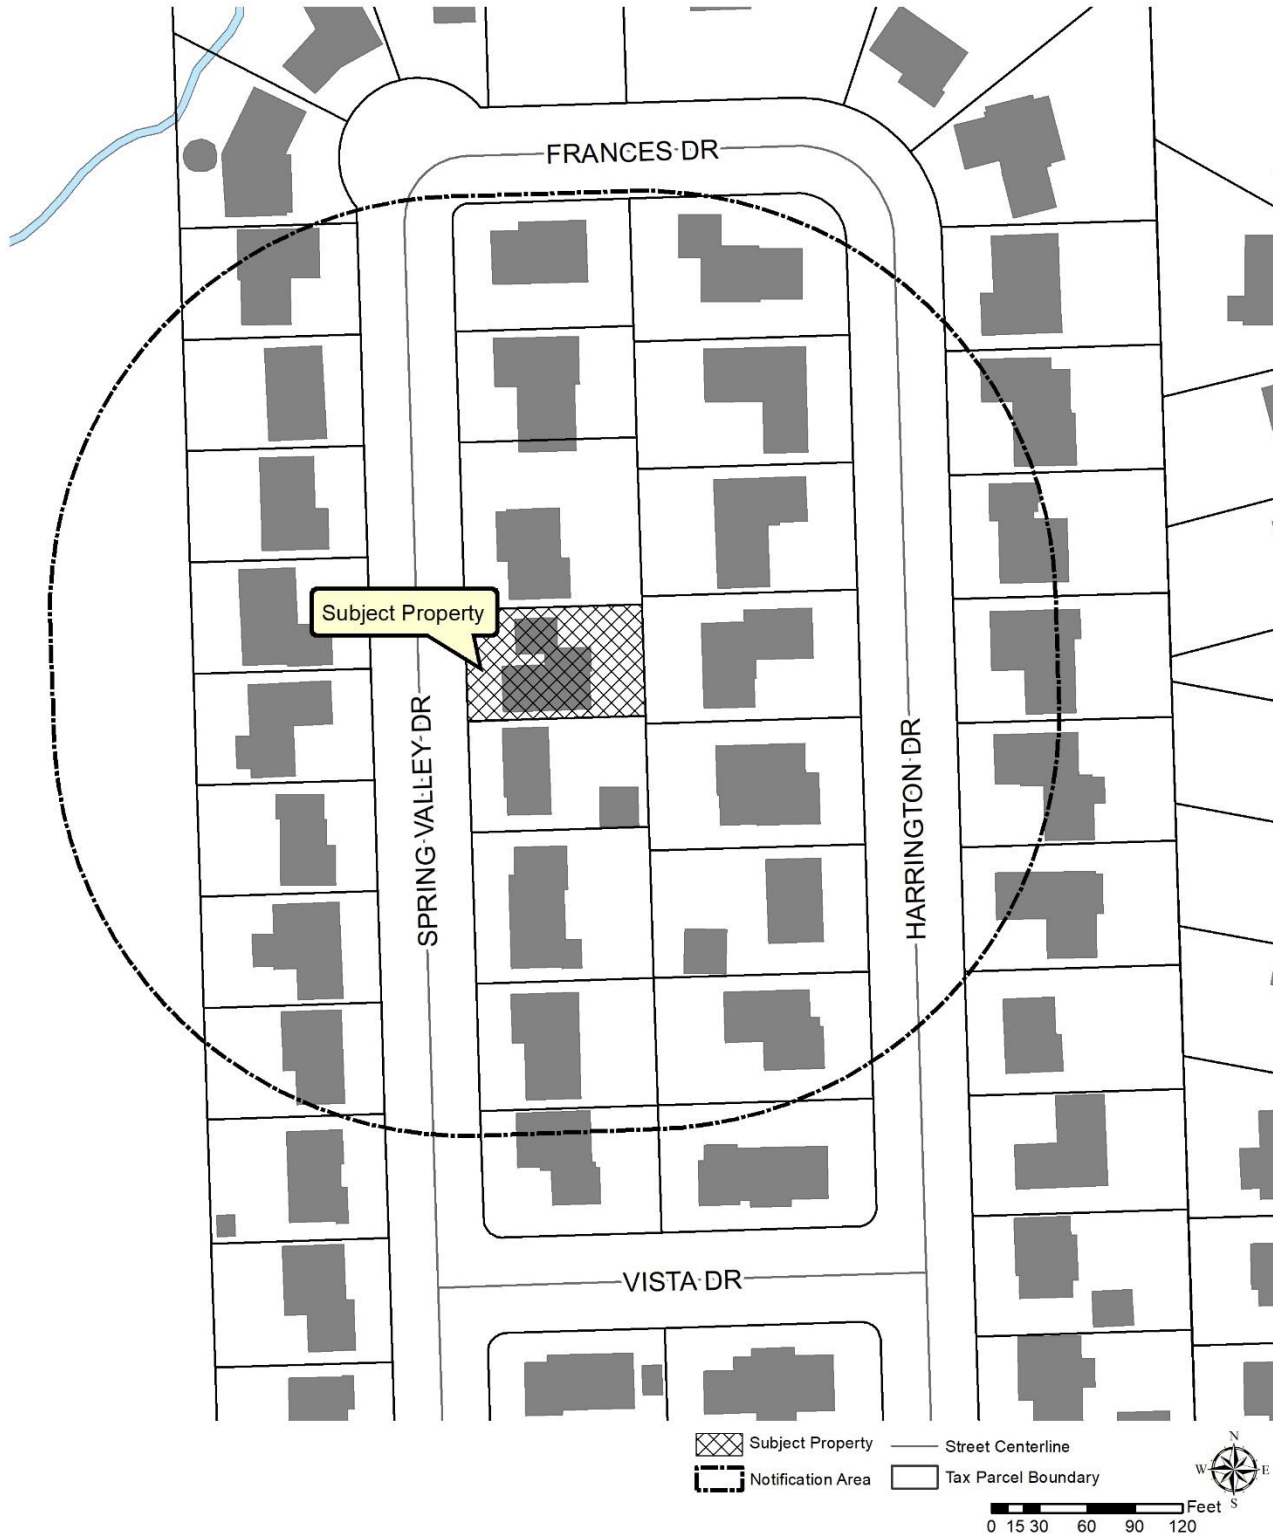 FRANCES DR
Subject Property
SPRING VALLEY DR
HARRINGTON DR
VISTA DR
Subject Property
Street Centerline
Notification Area
Tax Parcel Boundary
N
W E
S
Feet
0 15 30 60 90 120